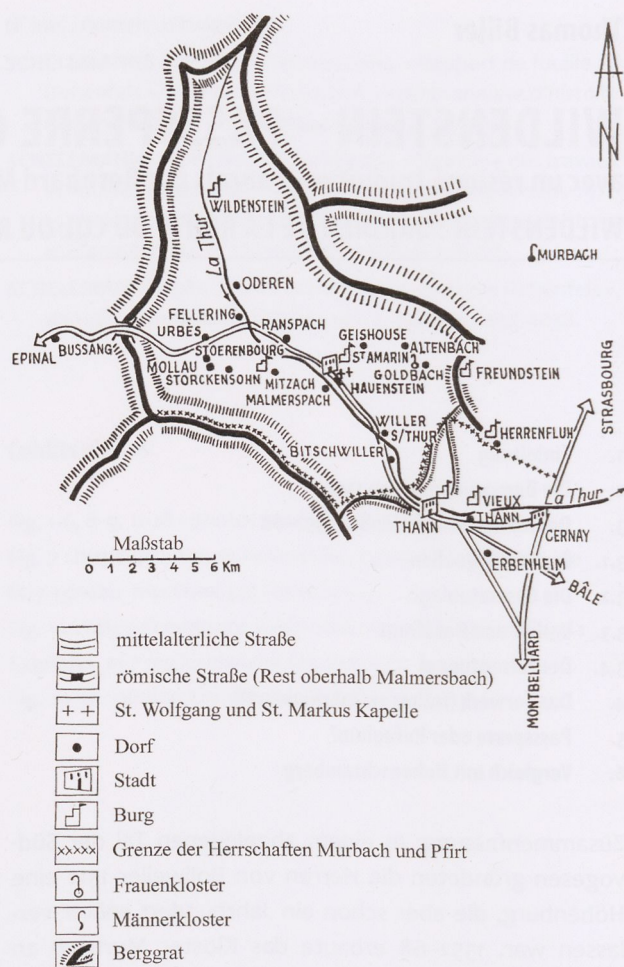 N
WILDENSTEIN
La Thur
MURBACH
ODEREN
FELLERING
URBÈS
RANSPACH
GEISHOUSE
ALTENBACH
EPINAL
BUSSANG
STOERENBOURG
ST AMARIN
MOLLAU
STORCKENSOHN
GOLDBACH
FREUNDSTEIN
MITZACH
HAUENSTEIN
MALMERSPACH
STRASBOURG
WILLER
S/THUR
HERRENFLUH
BITSCHWILLER
VIEUX
THANN
La Thur
THANN
CERNAY
ERBENHEIM
BÂLE
MONTBELLIARD
Maßstab
0 1 2 3 4 5 6 Km
mittelalterliche Straße
römische Straße (Rest oberhalb Malmersbach)
St. Wolfgang und St. Markus Kapelle
Dorf
Stadt
Burg
Grenze der Herrschaften Murbach und Pfirt
Frauenkloster
Männerkloster
Berggrat